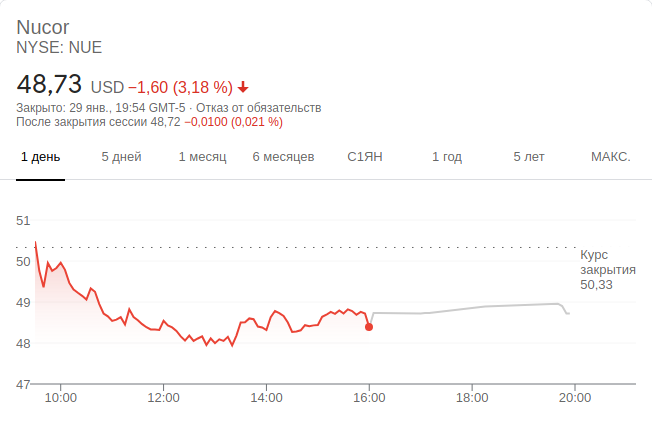 Nucor
NYSE: NUE
48,73 USD −1,60 (3,18 %)
Закрыто: 29 янв., 19:54 GMT-5 · Отказ от обязательств
После закрытия сессии 48,72 −0,0100 (0,021 %)
1 день 5 дней 1 месяц 6 месяцев С1ЯН 1 год 5 лет МАКС.
51
50
49
48
47
Курс
закрытия
50,33
10:00 12:00 14:00 16:00 18:00 20:00